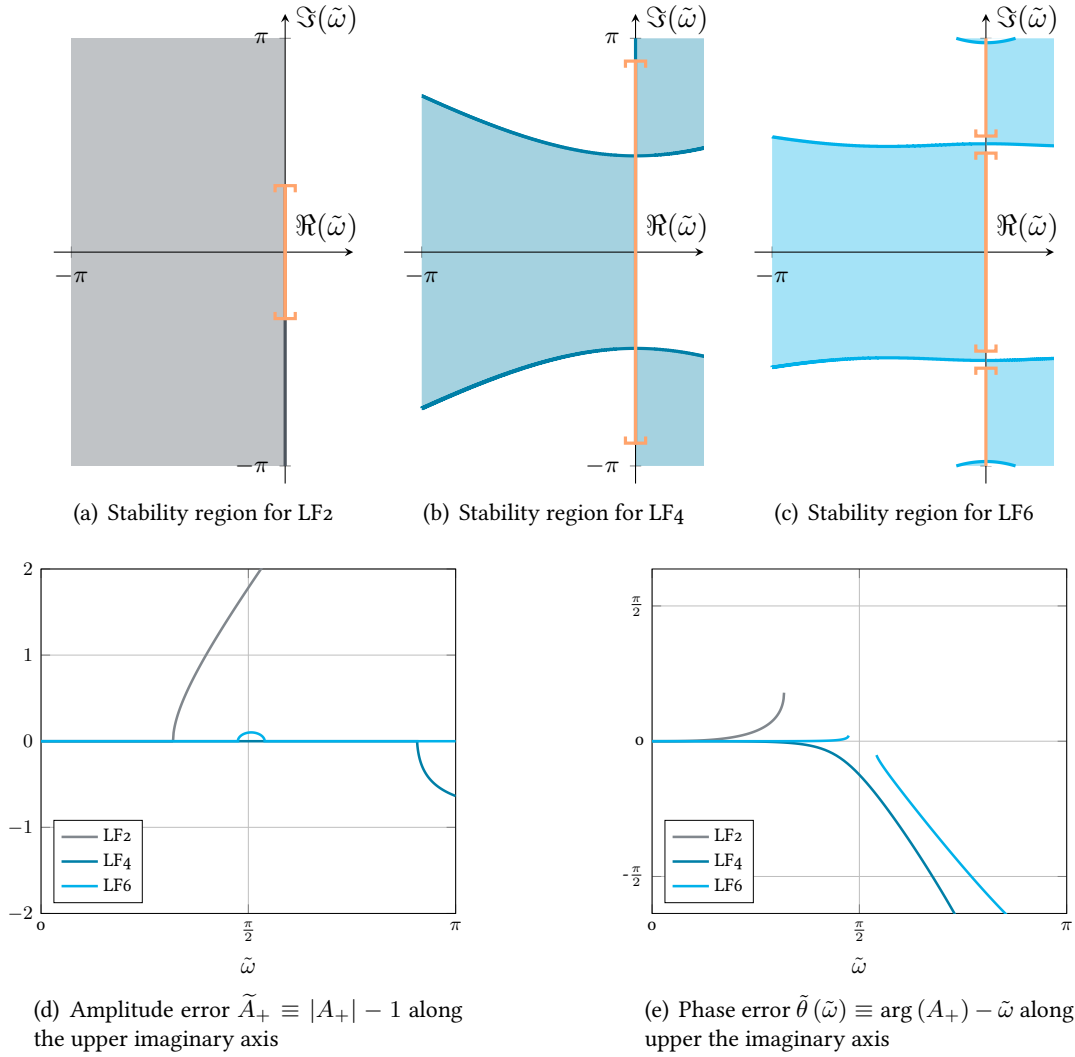 ℑ(ω̃) ℑ(ω̃) ℑ(ω̃)
π π π
ℜ(ω̃) ℜ(ω̃) ℜ(ω̃)
−π −π −π
−π −π −π
(a) Stability region for LF2
(b) Stability region for LF4
(c) Stability region for LF6
2
1
0
−1
−2
LF2
LF4
LF6
0 π/2 π
ω̃
(d) Amplitude error Ã₊ ≡ |A₊| − 1 along
the upper imaginary axis
π/2
0
-π/2
LF2
LF4
LF6
0 π/2 π
ω̃
(e) Phase error θ̃ (ω̃) ≡ arg (A₊) − ω̃ along
upper the imaginary axis